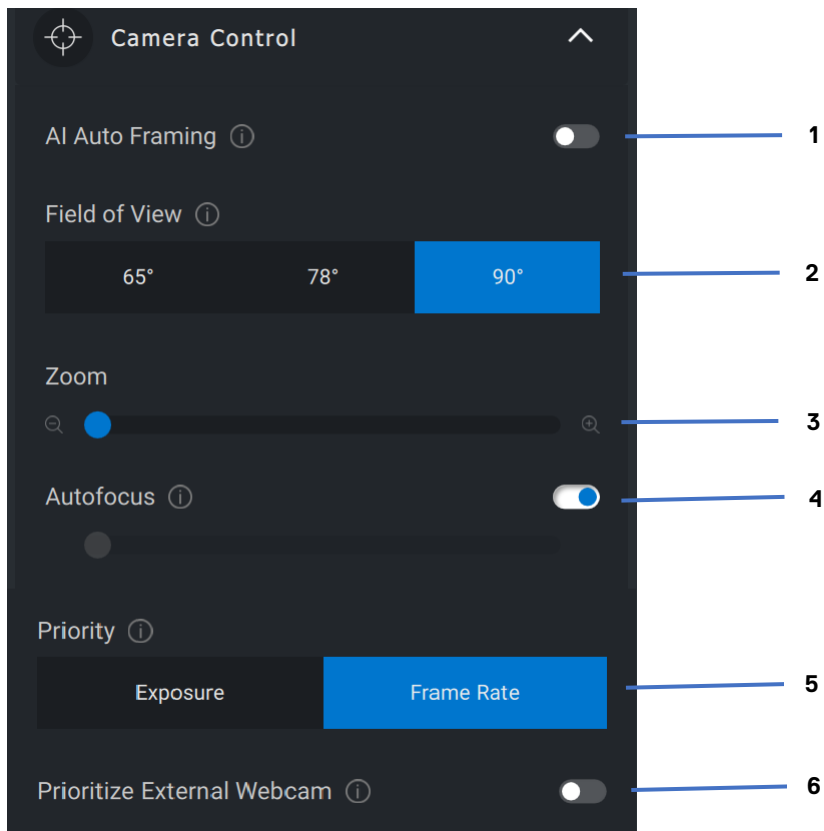 Camera Control
AI Auto Framing 1
Field of View
65° 78° 90° 2
Zoom
3
Autofocus 4
Priority
Exposure Frame Rate 5
Prioritize External Webcam 6